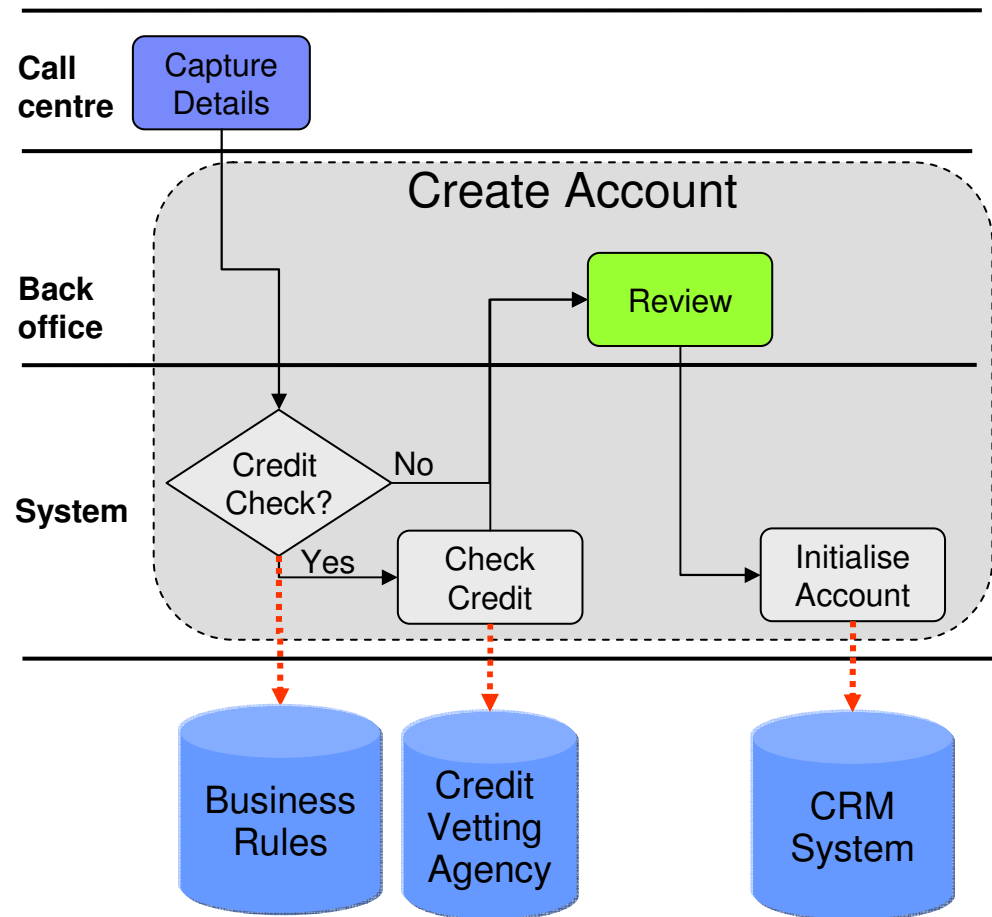 Call
centre
Capture
Details
Create Account
Back
office
Review
System
Credit
Check?
No
Yes
Check
Credit
Initialise
Account
Business
Rules
Credit
Vetting
Agency
CRM
System